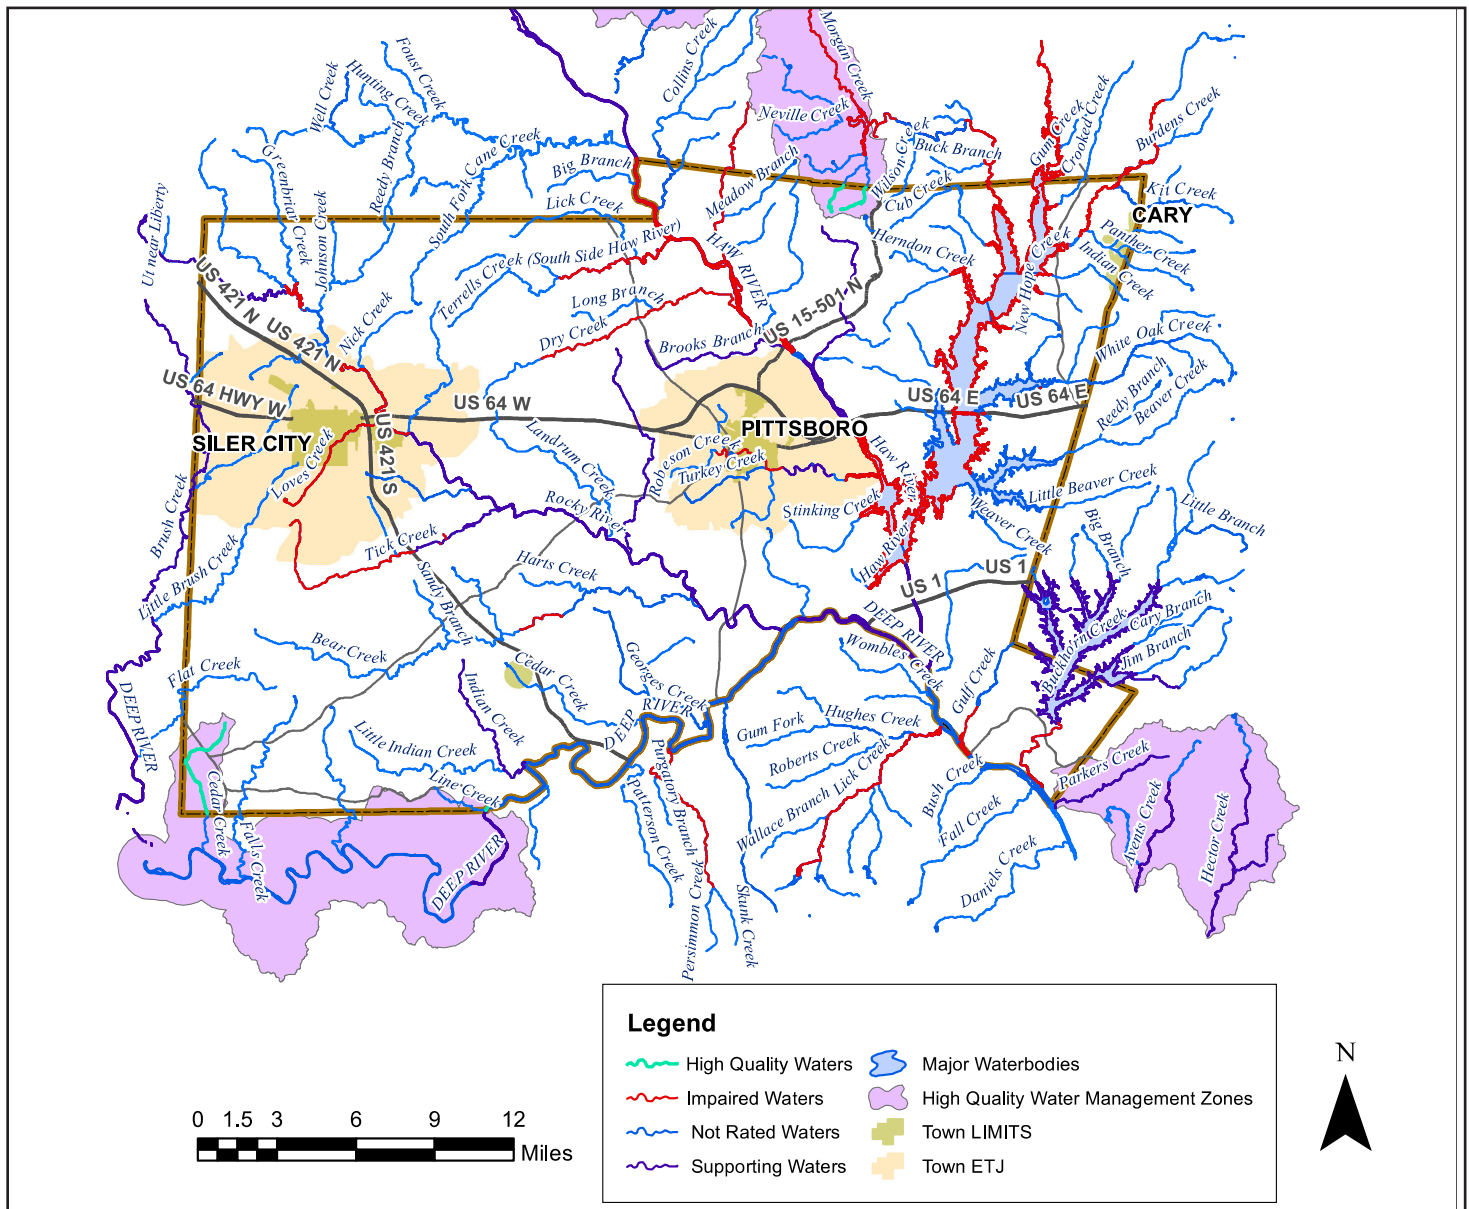 Morgan Creek
Collins Creek
Foust Creek
Hunting Creek
Well Creek
Neville Creek
Gum Creek
Crooked Creek
Burdens Creek
Reedy Branch
South Fork Cane Creek
Big Branch
Wilson Creek
Buck Branch
Greenbriar Creek
Meadow Branch
Cub Creek
Kit Creek
CARY
Ut near Liberty
Johnson Creek
Lick Creek
Terrells Creek (South Side Haw River)
HAW RIVER
Herndon Creek
New Hope Creek
Panther Creek
Indian Creek
US-421 N
US 421 N
Nick Creek
Long Branch
Dry Creek
Brooks Branch
US 15-501 N
White Oak Creek
Reedy Branch
Beaver Creek
US 64 HWY W
US 64 W
US 64 E
US 64 E
SILER CITY
PITTSBORO
US 421 S
Loves Creek
Landrum Creek
Robeson Creek
Turkey Creek
Haw River
Little Beaver Creek
Rocky River
Stinking Creek
Weaver Creek
Big Branch
Little Branch
Brush Creek
Tick Creek
Haw River
Little Brush Creek
Sandy Branch
Harts Creek
US 1
US 1
DEEP RIVER
Buckhorn Creek
Cary Branch
Jim Branch
Bear Creek
Flat Creek
Cedar Creek
Georges Creek
Wombles Creek
Gulf Creek
DEEP RIVER
Indian Creek
Little Indian Creek
DEEP RIVER
Gum Fork
Hughes Creek
Roberts Creek
Lick Creek
Wallace Branch
Bush Creek
Fall Creek
Daniels Creek
Parkers Creek
Avents Creek
Hector Creek
Line Creek
Cedar Creek
Falls Creek
DEEP RIVER
Purgatory Branch
Patterson Creek
Persimmon Creek
Skunk Creek
Legend
High Quality Waters
Major Waterbodies
Impaired Waters
High Quality Water Management Zones
Not Rated Waters
Town LIMITS
Supporting Waters
Town ETJ
0 1.5 3 6 9 12
Miles
N